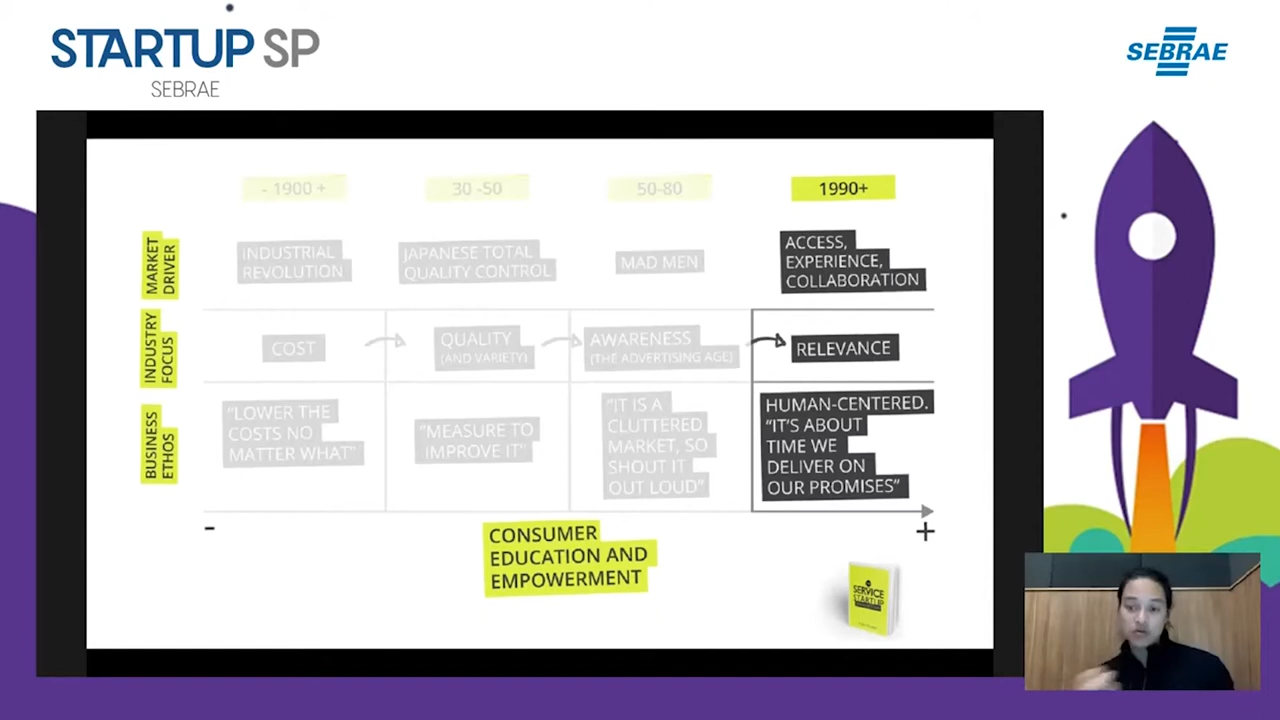 STARTUP SP
SEBRAE
SEBRAE
- 1900 +
30 -50
50-80
1990+
MARKET
DRIVER
INDUSTRIAL
REVOLUTION
JAPANESE TOTAL
QUALITY CONTROL
MAD MEN
ACCESS,
EXPERIENCE,
COLLABORATION
INDUSTRY
FOCUS
COST
QUALITY
(AND VARIETY)
AWARENESS
(THE ADVERTISING AGE)
RELEVANCE
BUSINESS
ETHOS
“LOWER THE
COSTS NO
MATTER WHAT”
“MEASURE TO
IMPROVE IT”
“IT IS A
CLUTTERED
MARKET, SO
SHOUT IT
OUT LOUD”
HUMAN-CENTERED.
“IT’S ABOUT
TIME WE
DELIVER ON
OUR PROMISES”
-
+
CONSUMER
EDUCATION AND
EMPOWERMENT
SERVICE
STARTUP